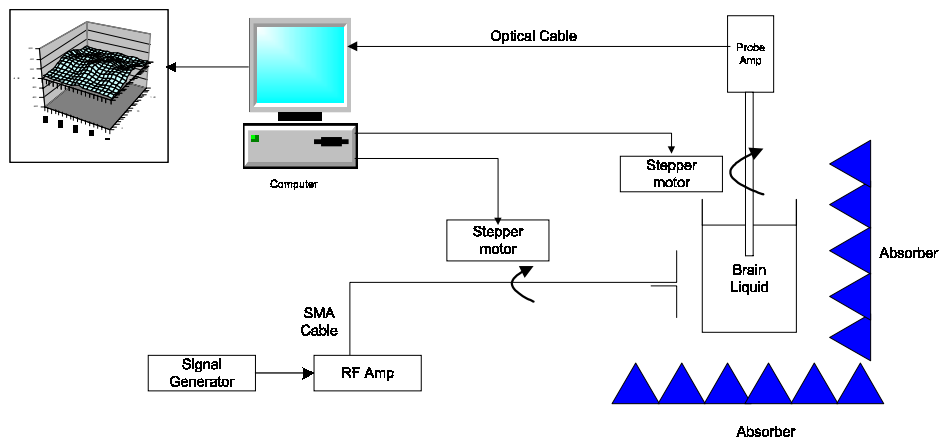 Optical Cable
Probe
Amp
Computer
Stepper
motor
Stepper
motor
Absorber
Brain
Liquid
SMA
Cable
Signal
Generator
RF Amp
Absorber